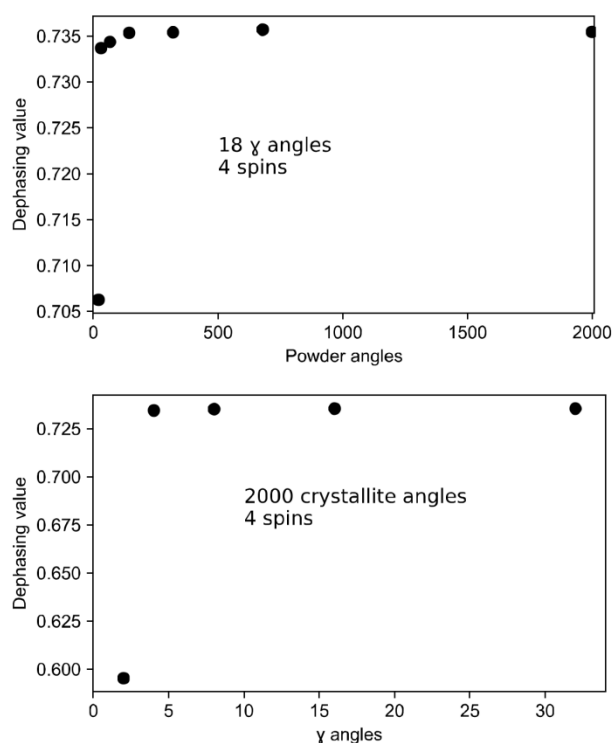 0.735
0.730
0.725
0.720
0.715
0.710
0.705
Dephasing value
18 ɣ angles
4 spins
0 500 1000 1500 2000
Powder angles
0.725
0.700
0.675
0.650
0.625
0.600
Dephasing value
2000 crystallite angles
4 spins
0 5 10 15 20 25 30
ɣ angles